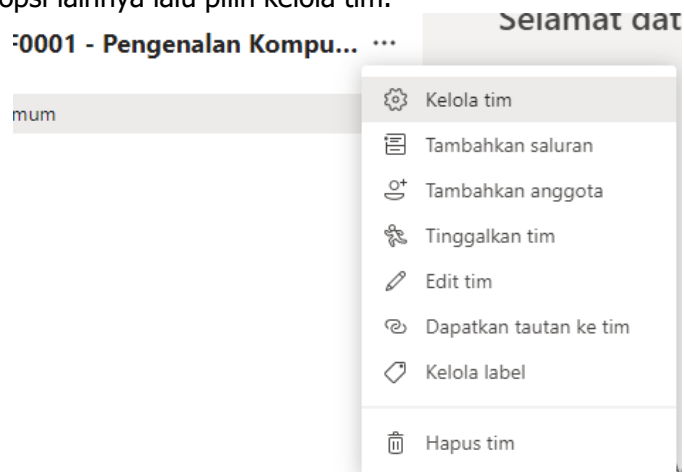 opsi lainnya lalu pilih kelola tim.
Selamat dat
F0001 - Pengenalan Kompu... ...
mum
Kelola tim
Tambahkan saluran
Tambahkan anggota
Tinggalkan tim
Edit tim
Dapatkan tautan ke tim
Kelola label
Hapus tim